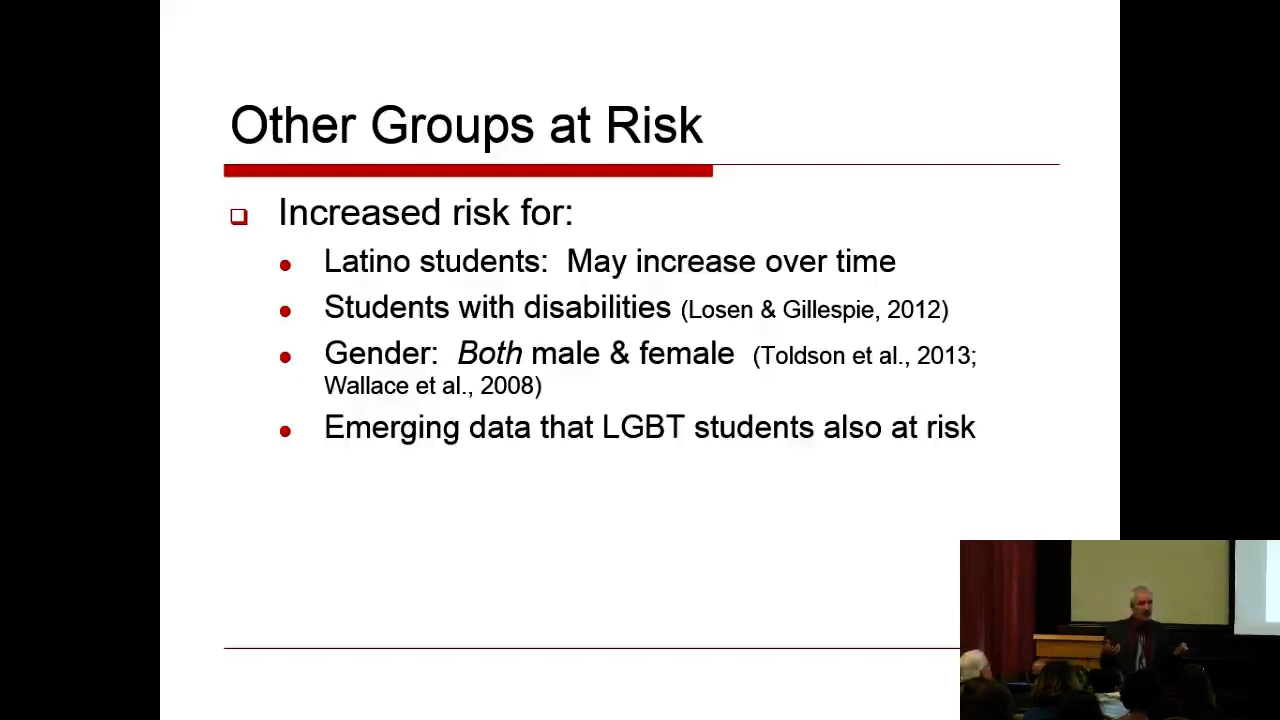 Other Groups at Risk
Increased risk for:
Latino students: May increase over time
Students with disabilities (Losen & Gillespie, 2012)
Gender: Both male & female (Toldson et al., 2013;
Wallace et al., 2008)
Emerging data that LGBT students also at risk